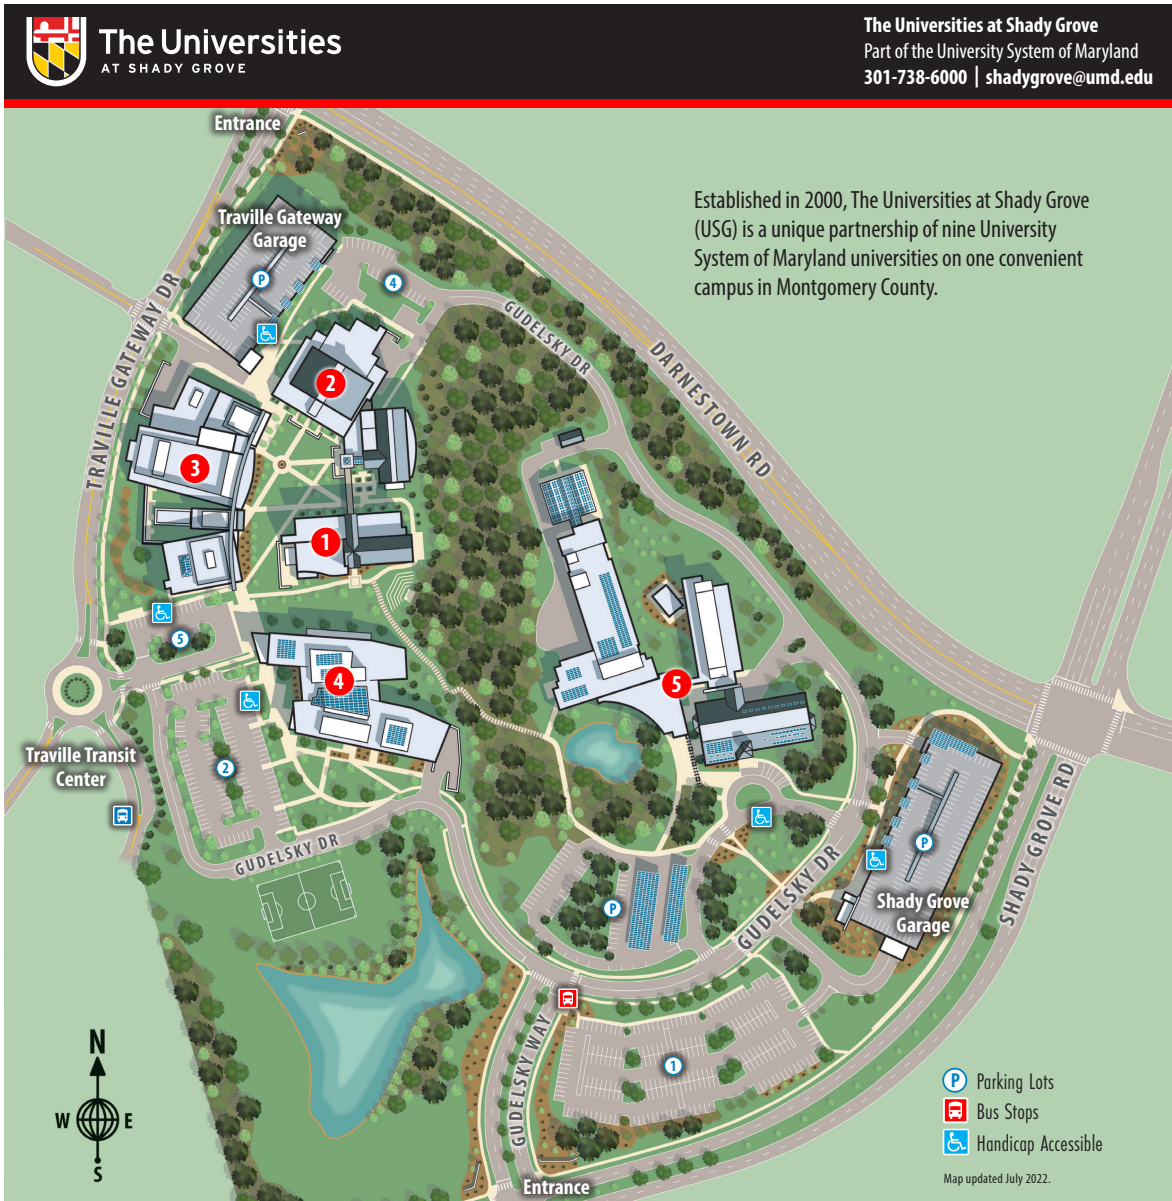 The Universities
AT SHADY GROVE
The Universities at Shady Grove
Part of the University System of Maryland
301-738-6000 | shadygrove@umd.edu
Entrance
Established in 2000, The Universities at Shady Grove
(USG) is a unique partnership of nine University
System of Maryland universities on one convenient
campus in Montgomery County.
Traville Gateway
Garage
P
4
GUDELSKY DR
DARNESTOWN RD
TRAVILLE GATEWAY DR
2
3
1
5
4
5
Traville Transit
Center
2
GUDELSKY DR
P
Shady Grove
Garage
SHADY GROVE RD
GUDELSKY DR
P
GUDELSKY WAY
1
N
W E
S
P Parking Lots
Bus Stops
Handicap Accessible
Map updated July 2022.
Entrance